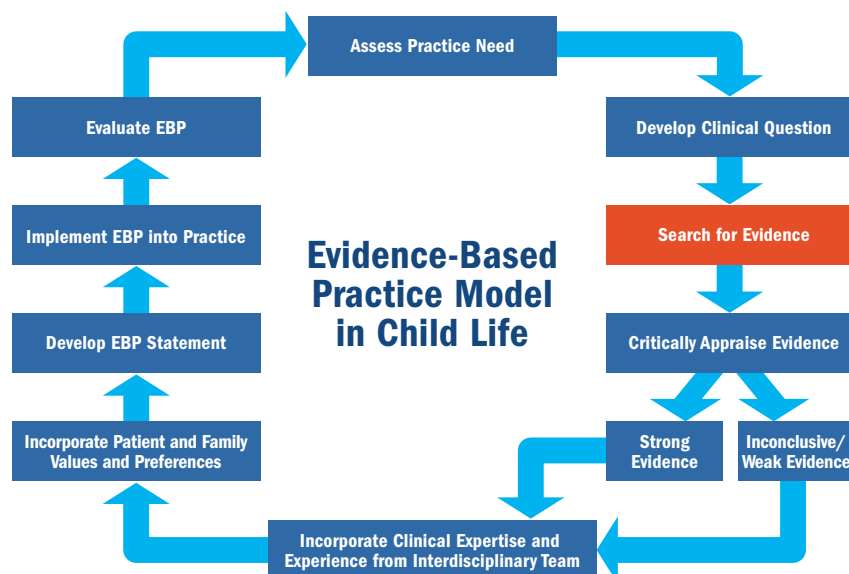 Assess Practice Need
Develop Clinical Question
Search for Evidence
Critically Appraise Evidence
Strong
Evidence
Inconclusive/
Weak Evidence
Incorporate Clinical Expertise and
Experience from Interdisciplinary Team
Incorporate Patient and Family
Values and Preferences
Develop EBP Statement
Implement EBP into Practice
Evaluate EBP
Evidence-Based
Practice Model
in Child Life